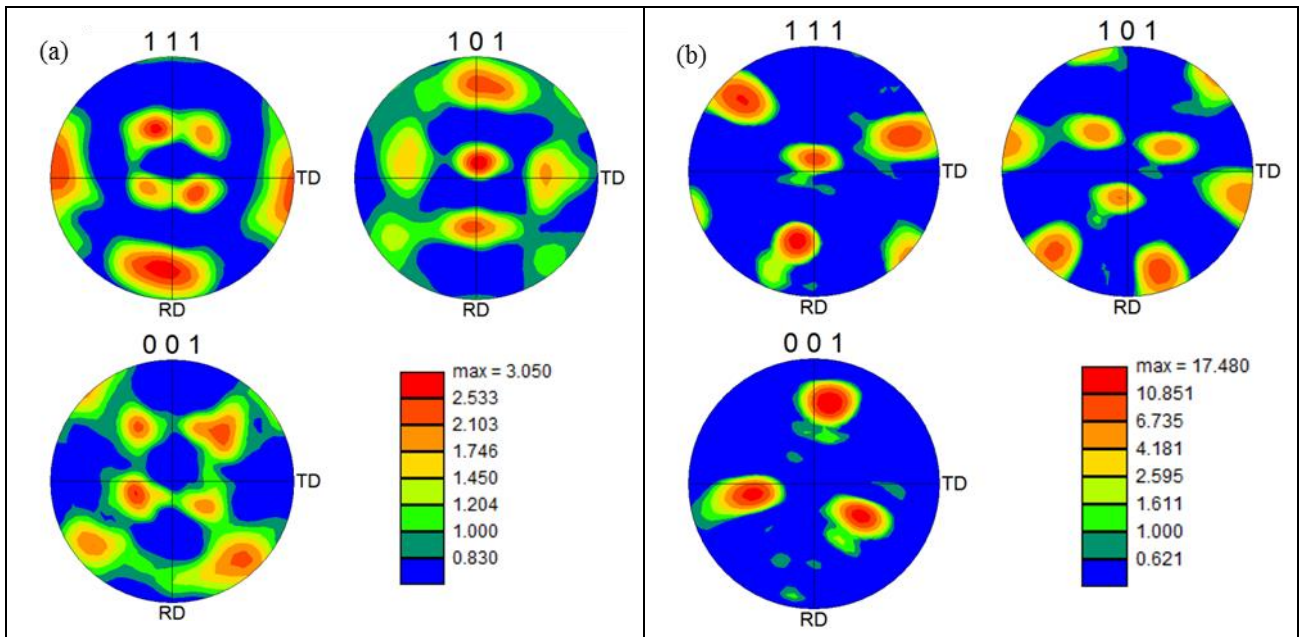 (a)
1 1 1
1 0 1
TD
TD
RD
RD
0 0 1
TD
RD
max = 3.050
2.533
2.103
1.746
1.450
1.204
1.000
0.830
(b)
1 1 1
1 0 1
TD
TD
RD
RD
0 0 1
TD
RD
max = 17.480
10.851
6.735
4.181
2.595
1.611
1.000
0.621